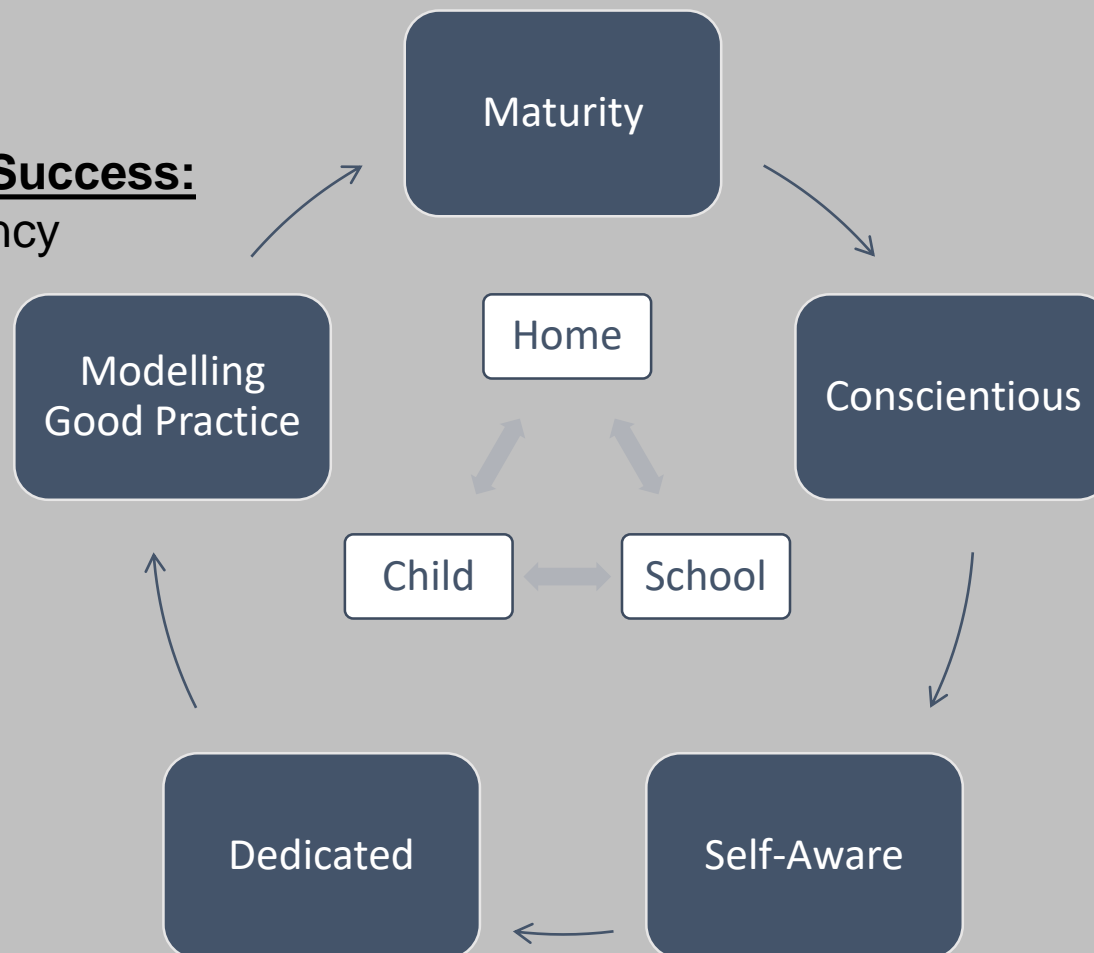 Maturity
Success:
ncy
Home
Modelling
Good Practice
Conscientious
Child
School
Dedicated
Self-Aware